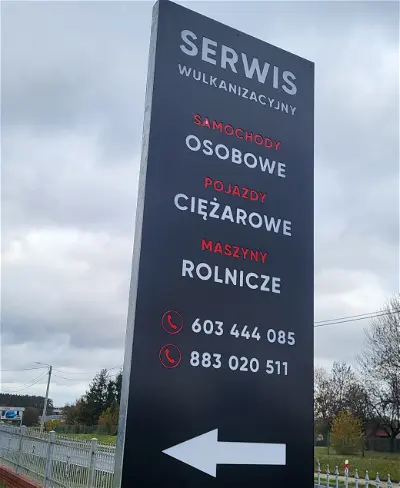 SERWIS
WULKANIZACYJNY
SAMOCHODY
OSOBOWE
POJAZDY
CIĘŻAROWE
MASZYNY
ROLNICZE
603 444 085
883 020 511